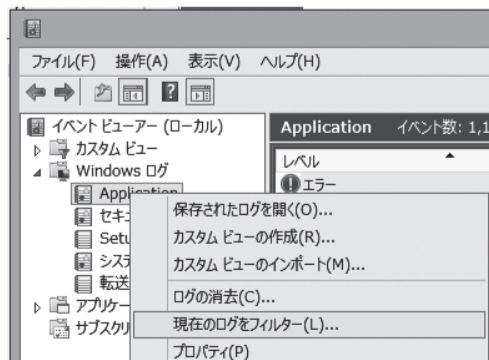 ファイル(F) 操作(A) 表示(V) ヘルプ(H)
イベント ビューアー (ローカル)
カスタム ビュー
Windows ログ
Application
セキュ
Setu
システ
転送
アプリケー
サブスクリ
Application イベント数: 1,1
レベル
エラー
保存されたログを開く(O)...
カスタム ビューの作成(R)...
カスタム ビューのインポート(M)...
ログの消去(C)...
現在のログをフィルター(L)...
プロパティ(P)